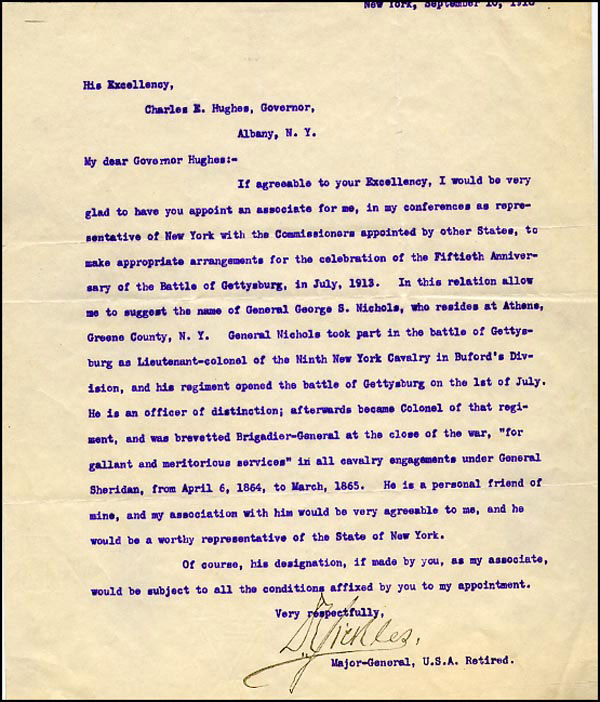 New York, September 10, 1910
His Excellency,
Charles E. Hughes, Governor,
Albany, N. Y.
My dear Governor Hughes:-
If agreeable to your Excellency, I would be very
glad to have you appoint an associate for me, in my conferences as repre-
sentative of New York with the Commissioners appointed by other States, to
make appropriate arrangements for the celebration of the Fiftieth Anniver-
sary of the Battle of Gettysburg, in July, 1913. In this relation allow
me to suggest the name of General George S. Nichols, who resides at Athens,
Greene County, N. Y. General Nichols took part in the battle of Gettys-
burg as Lieutenant-colonel of the Ninth New York Cavalry in Buford's Div-
ision, and his regiment opened the battle of Gettysburg on the 1st of July.
He is an officer of distinction; afterwards became Colonel of that regi-
ment, and was brevetted Brigadier-General at the close of the war, "for
gallant and meritorious services" in all cavalry engagements under General
Sheridan, from April 6, 1864, to March, 1865. He is a personal friend of
mine, and my association with him would be very agreeable to me, and he
would be a worthy representative of the State of New York.
Of course, his designation, if made by you, as my associate,
would be subject to all the conditions affixed by you to my appointment.
Very respectfully,
D Sickles.
Major-General, U.S.A. Retired.